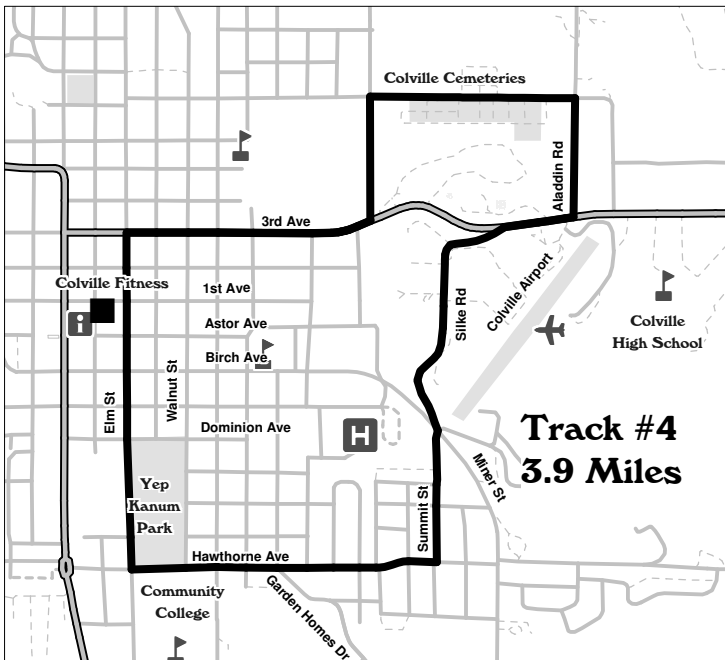 Colville Cemeteries
Aladdin Rd
3rd Ave
Colville Fitness
i
1st Ave
Astor Ave
Birch Ave
Walnut St
Elm St
Dominion Ave
H
Silke Rd
Colville Airport
Colville
High School
Track #4
3.9 Miles
Miner St
Summit St
Yep
Kanum
Park
Hawthorne Ave
Garden Homes Dr
Community
College